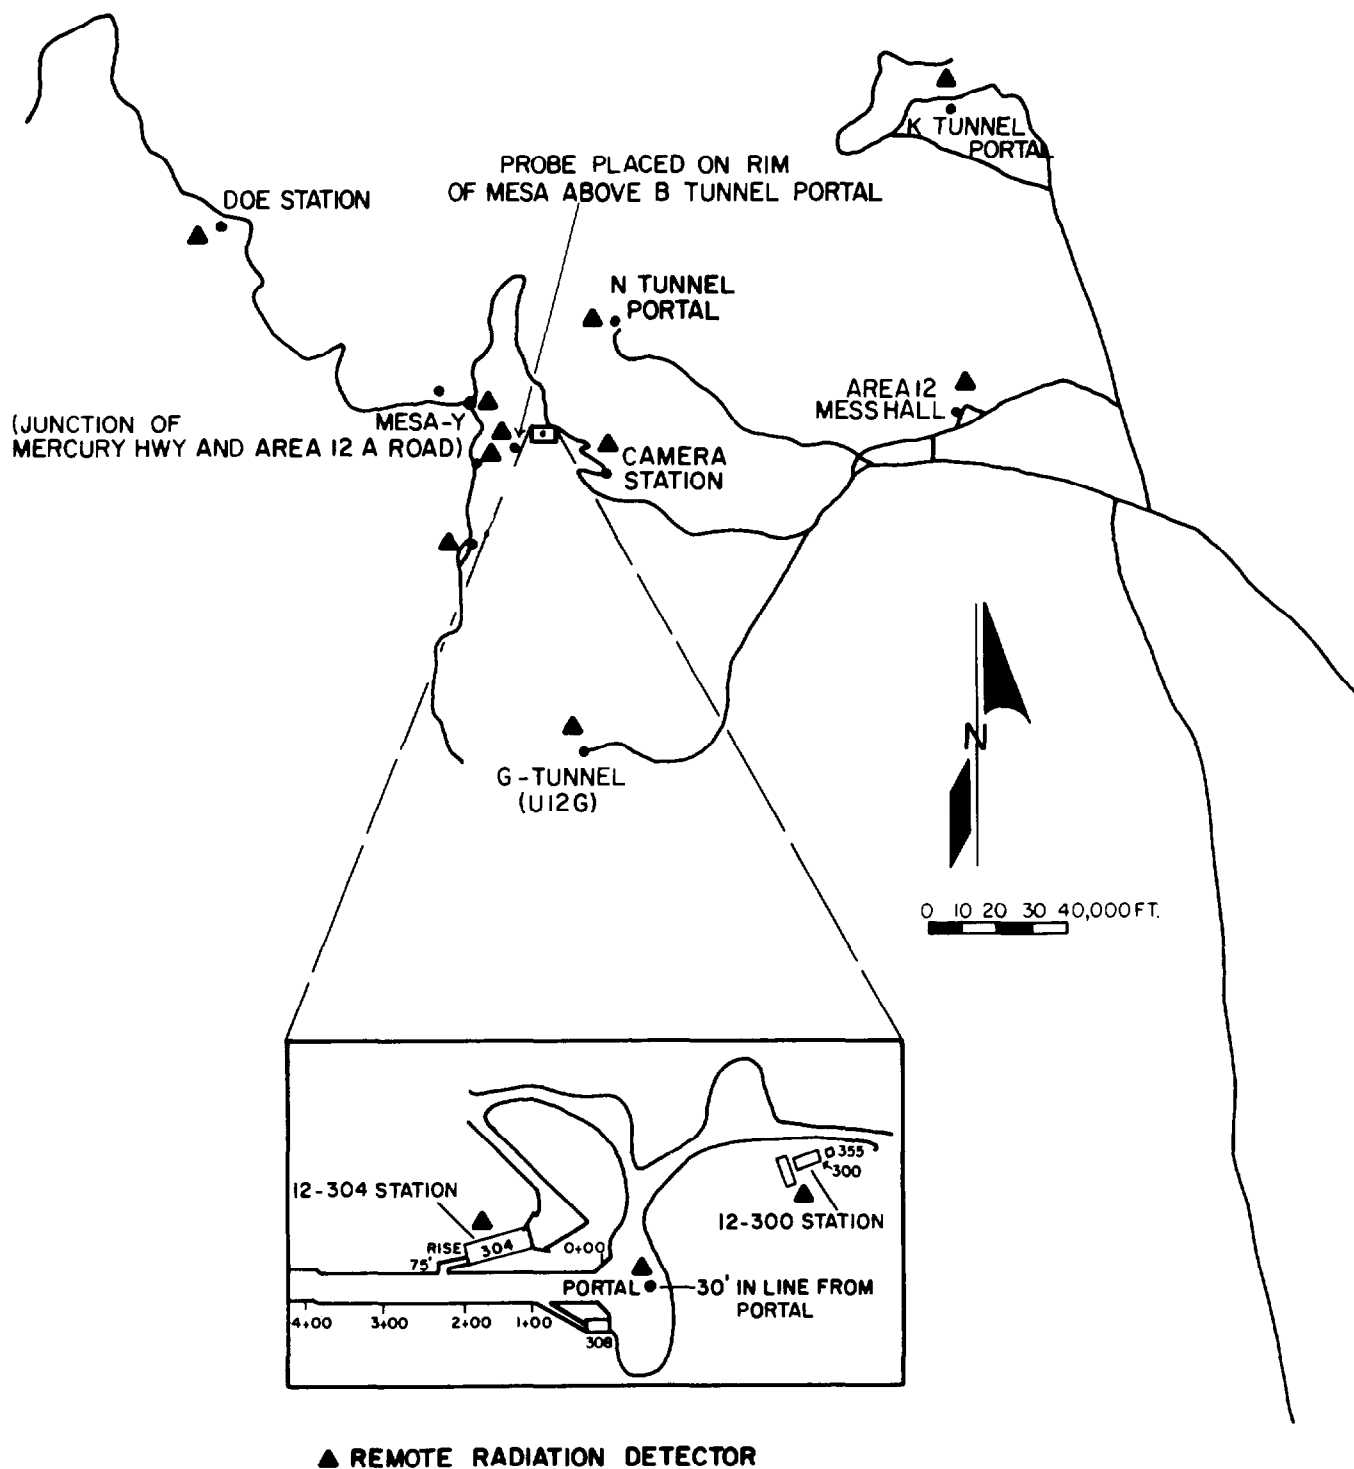 K TUNNEL
PORTAL
PROBE PLACED ON RIM
OF MESA ABOVE B TUNNEL PORTAL
DOE STATION
N TUNNEL
PORTAL
AREA 12
MESS HALL
(JUNCTION OF
MERCURY HWY AND AREA 12 A ROAD)
MESA-Y
CAMERA
STATION
N
G-TUNNEL
(U12G)
0 10 20 30 40,000 FT.
355
300
12-304 STATION
12-300 STATION
RISE
304
0+00
75'
PORTAL
30' IN LINE FROM
PORTAL
4+00 3+00 2+00 1+00
308
▲ REMOTE RADIATION DETECTOR